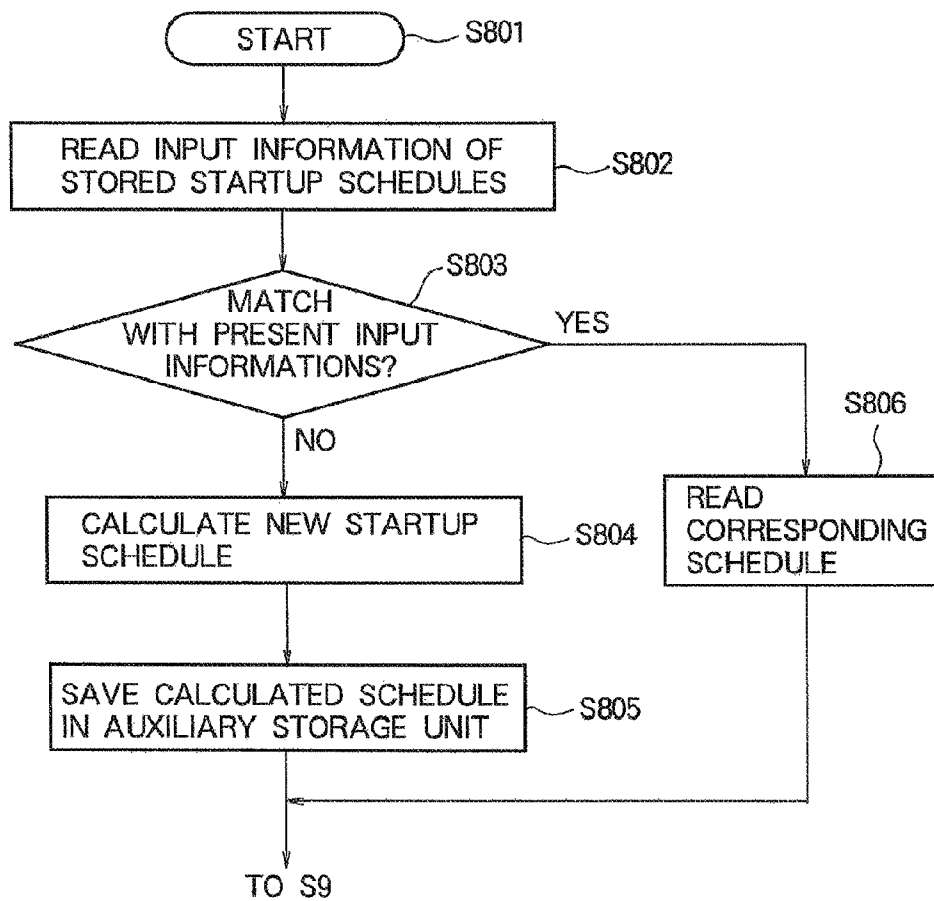 START
S801
READ INPUT INFORMATION OF
STORED STARTUP SCHEDULES
S802
S803
MATCH
WITH PRESENT INPUT
INFORMATIONS?
YES
NO
S806
CALCULATE NEW STARTUP
SCHEDULE
S804
READ
CORRESPONDING
SCHEDULE
SAVE CALCULATED SCHEDULE
IN AUXILIARY STORAGE UNIT
S805
TO S9